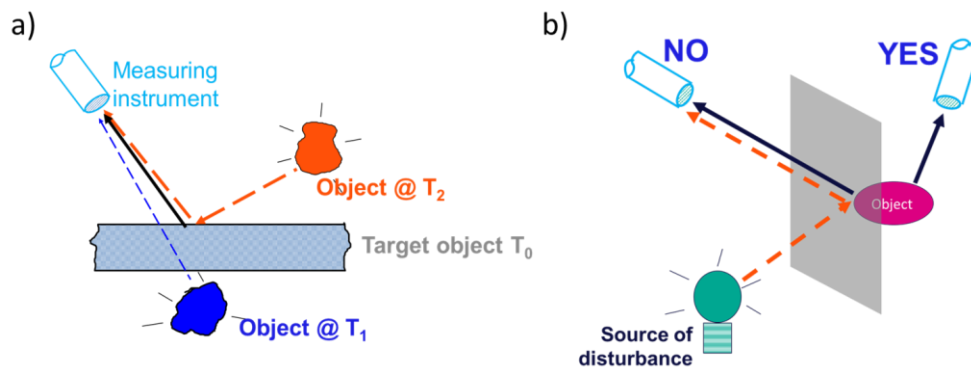 a)
Measuring
instrument
Object @ T₂
Target object T₀
Object @ T₁
b)
NO
YES
Object
Source of
disturbance